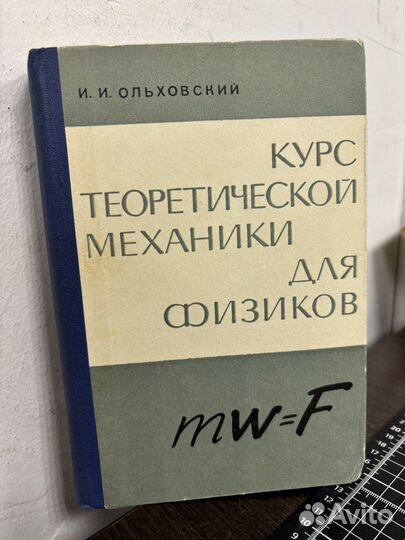 И. И. ОЛЬХОВСКИЙ
КУРС
ТЕОРЕТИЧЕСКОЙ
МЕХАНИКИ
ДЛЯ
ФИЗИКОВ
mw=F
Avito